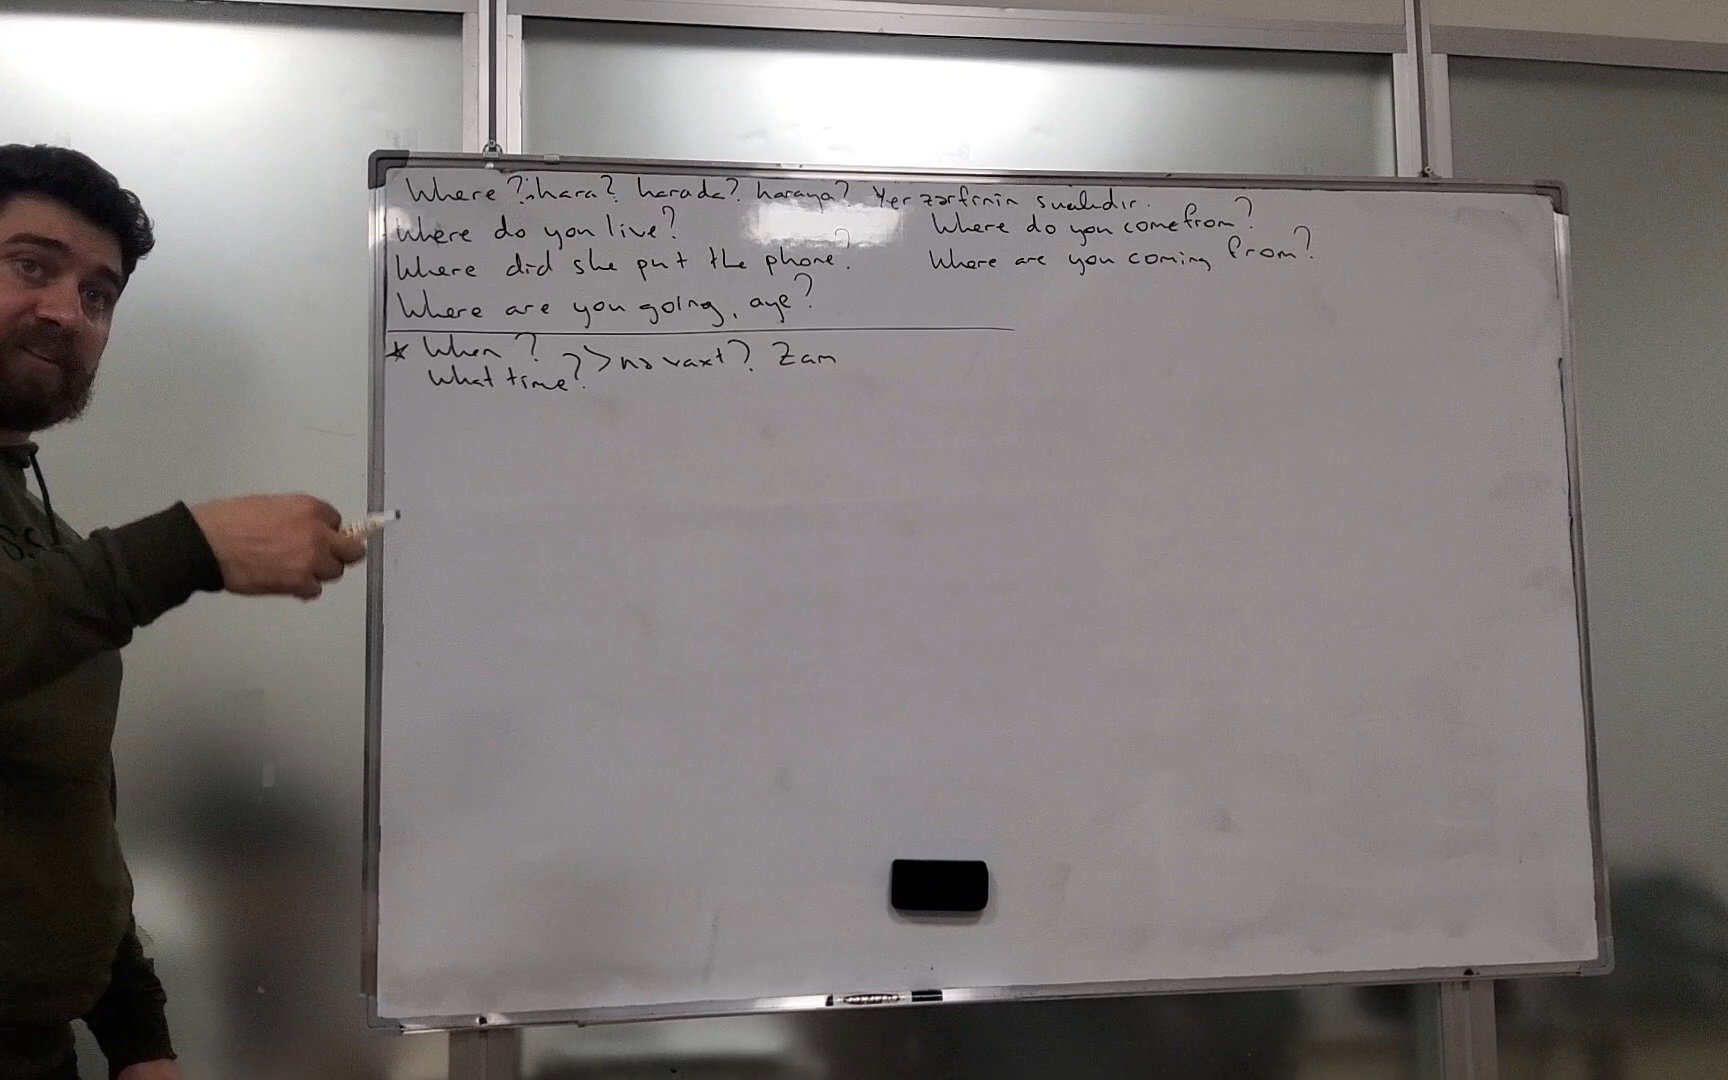 Where?: hara? harada? haraya? Yer zərfinin sualıdır.
Where do you live?
Where did she put the phone?
Where are you going, aye?
Where do you come from?
Where are you coming from?
* When?
What time? > nə vaxt? Zam